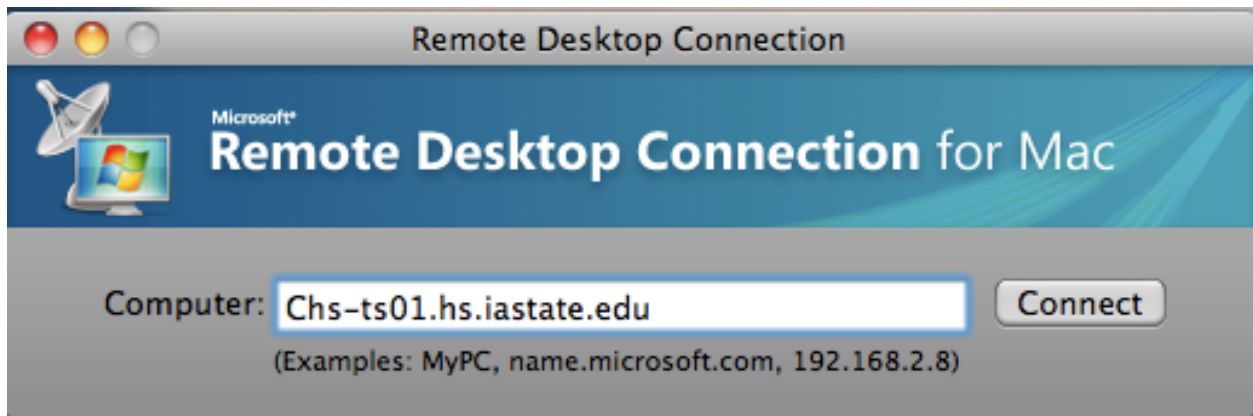 Remote Desktop Connection
Microsoft®
Remote Desktop Connection for Mac
Computer: Chs-ts01.hs.iastate.edu Connect
(Examples: MyPC, name.microsoft.com, 192.168.2.8)